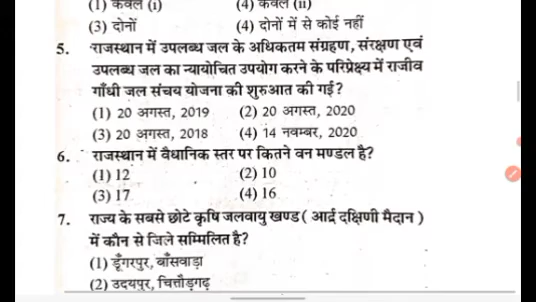 (1) केवल (i) (4) केवल (ii)
(3) दोनों (4) दोनों में से कोई नहीं
5. राजस्थान में उपलब्ध जल के अधिकतम संग्रहण, संरक्षण एवं
उपलब्ध जल का न्यायोचित उपयोग करने के परिप्रेक्ष्य में राजीव
गाँधी जल संचय योजना की शुरुआत की गई?
(1) 20 अगस्त, 2019 (2) 20 अगस्त, 2020
(3) 20 अगस्त, 2018 (4) 14 नवम्बर, 2020
6. राजस्थान में वैधानिक स्तर पर कितने वन मण्डल है?
(1) 12 (2) 10
(3) 17 (4) 16
7. राज्य के सबसे छोटे कृषि जलवायु खण्ड ( आर्द्र दक्षिणी मैदान )
में कौन से जिले सम्मिलित है?
(1) डूँगरपुर, बाँसवाड़ा
(2) उदयपुर, चित्तौड़गढ़